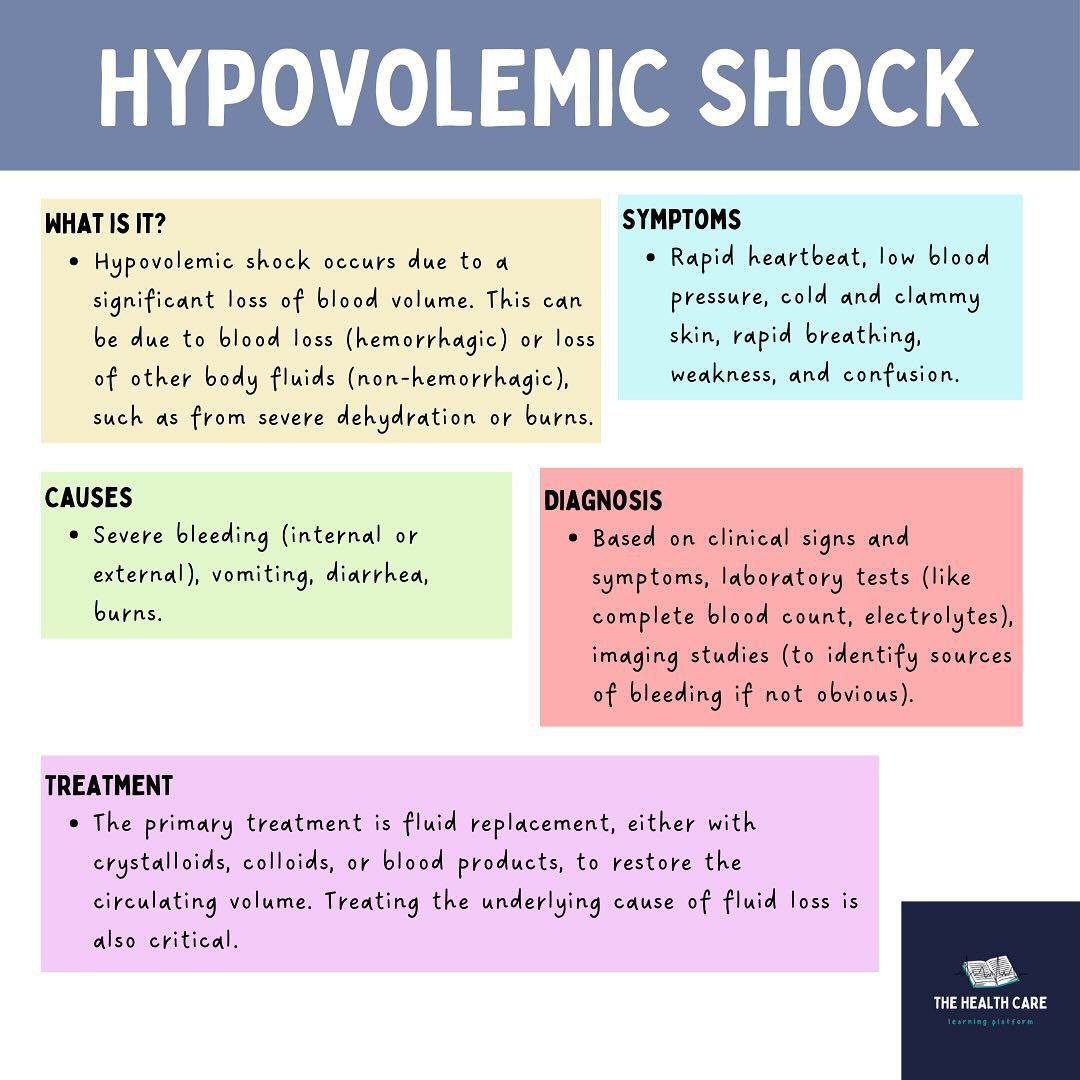 HYPOVOLEMIC SHOCK
WHAT IS IT?
• Hypovolemic shock occurs due to a
significant loss of blood volume. This can
be due to blood loss (hemorrhagic) or loss
of other body fluids (non-hemorrhagic),
such as from severe dehydration or burns.
SYMPTOMS
• Rapid heartbeat, low blood
pressure, cold and clammy
skin, rapid breathing,
weakness, and confusion.
CAUSES
• Severe bleeding (internal or
external), vomiting, diarrhea,
burns.
DIAGNOSIS
• Based on clinical signs and
symptoms, laboratory tests (like
complete blood count, electrolytes),
imaging studies (to identify sources
of bleeding if not obvious).
TREATMENT
• The primary treatment is fluid replacement, either with
crystalloids, colloids, or blood products, to restore the
circulating volume. Treating the underlying cause of fluid loss is
also critical.
THE HEALTH CARE
learning platform